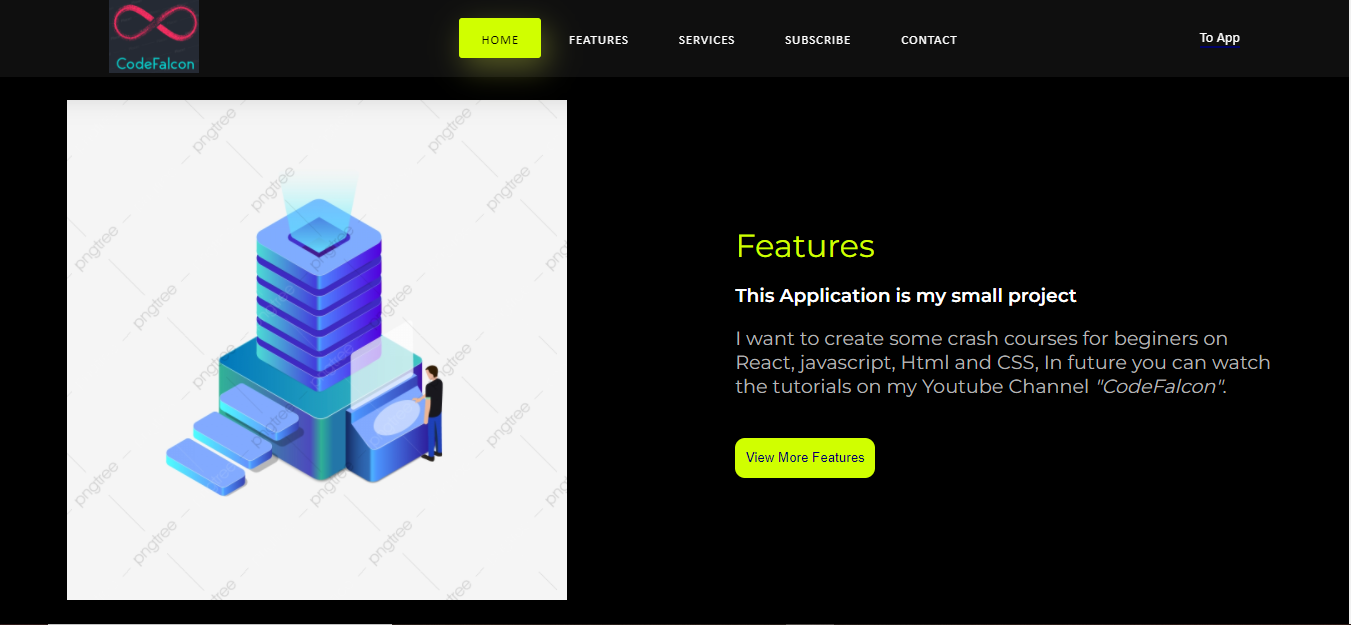 CodeFalcon
HOME FEATURES SERVICES SUBSCRIBE CONTACT To App
pngtree pngtree
pngtree pngtree
pngtree pngtree pngtree
pngtree pngtree
pngtree pngtree
pngtree pngtree
pngtree pngtree pngtree
pngtree pngtree
pngtree pngtree
Features
This Application is my small project
I want to create some crash courses for beginers on
React, javascript, Html and CSS, In future you can watch
the tutorials on my Youtube Channel "CodeFalcon".
View More Features